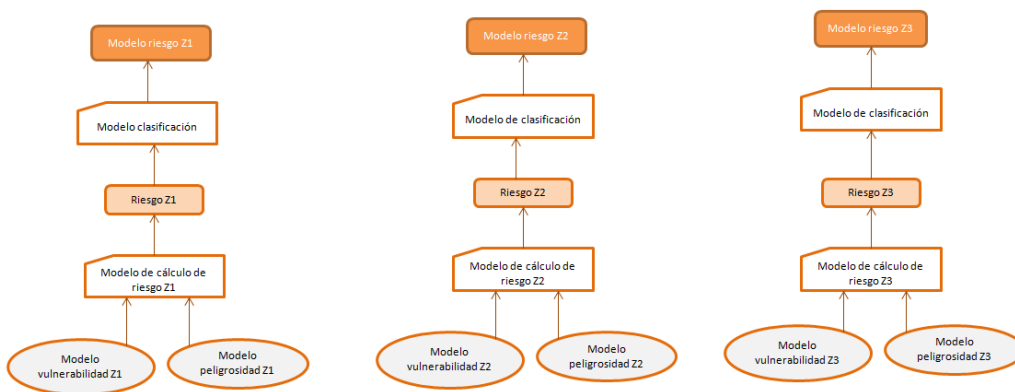 Modelo riesgo Z1
Modelo clasificación
Riesgo Z1
Modelo de cálculo de
riesgo Z1
Modelo
vulnerabilidad Z1
Modelo
peligrosidad Z1
Modelo riesgo Z2
Modelo de clasificación
Riesgo Z2
Modelo de cálculo de
riesgo Z2
Modelo
vulnerabilidad Z2
Modelo
peligrosidad Z2
Modelo riesgo Z3
Modelo de clasificación
Riesgo Z3
Modelo de cálculo de
riesgo Z3
Modelo
vulnerabilidad Z3
Modelo
peligrosidad Z3